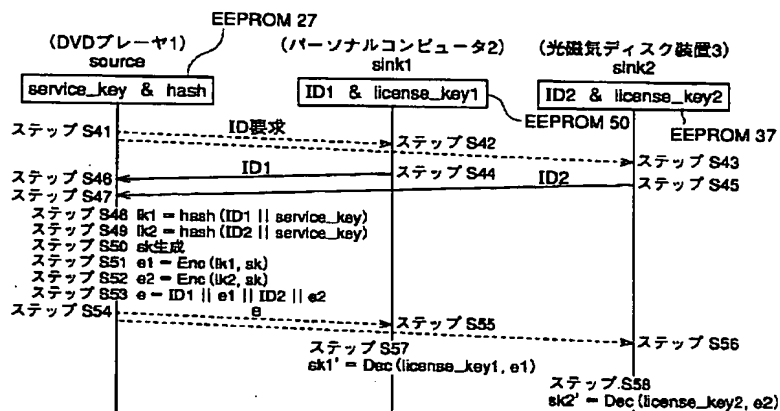 EEPROM 27
(DVDプレーヤ1)
source
(パーソナルコンピュータ2)
sink1
(光磁気ディスク装置3)
sink2
service_key & hash
ID1 & license_key1
ID2 & license_key2
EEPROM 50
EEPROM 37
ステップ S41
ID要求
ステップ S42
ステップ S43
ステップ S46
ID1
ステップ S44
ステップ S47
ID2
ステップ S45
ステップ S48 lk1 = hash (ID1 || service_key)
ステップ S49 lk2 = hash (ID2 || service_key)
ステップ S50 sk生成
ステップ S51 e1 = Enc (lk1, sk)
ステップ S52 e2 = Enc (lk2, sk)
ステップ S53 e = ID1 || e1 || ID2 || e2
ステップ S54
e
ステップ S55
ステップ S56
ステップ S57
sk1' = Dec (license_key1, e1)
ステップ S58
sk2' = Dec (license_key2, e2)